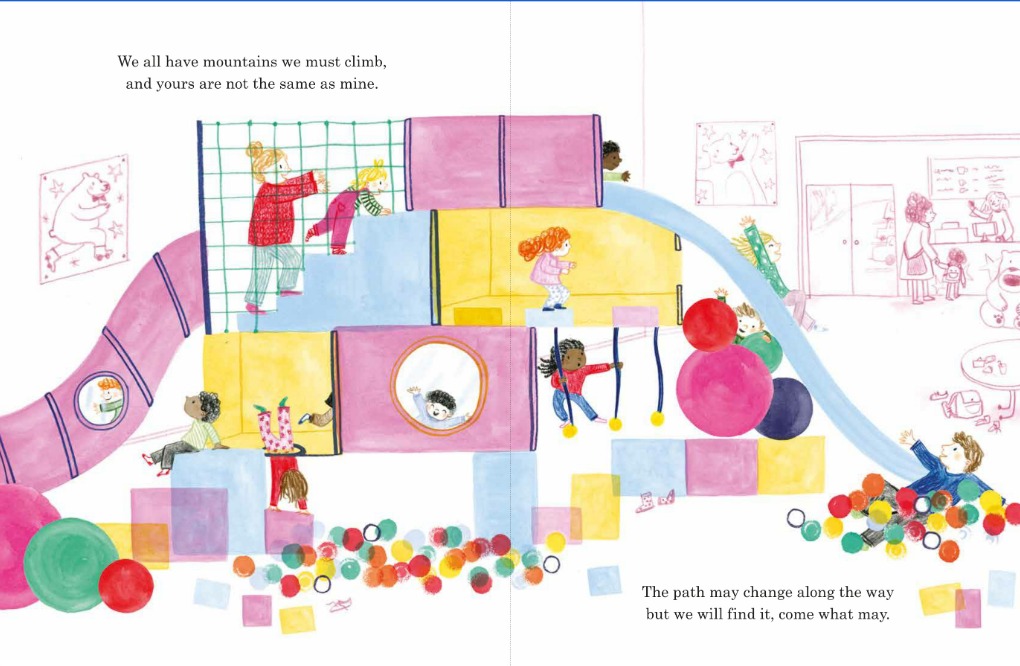 We all have mountains we must climb,
and yours are not the same as mine.
The path may change along the way
but we will find it, come what may.